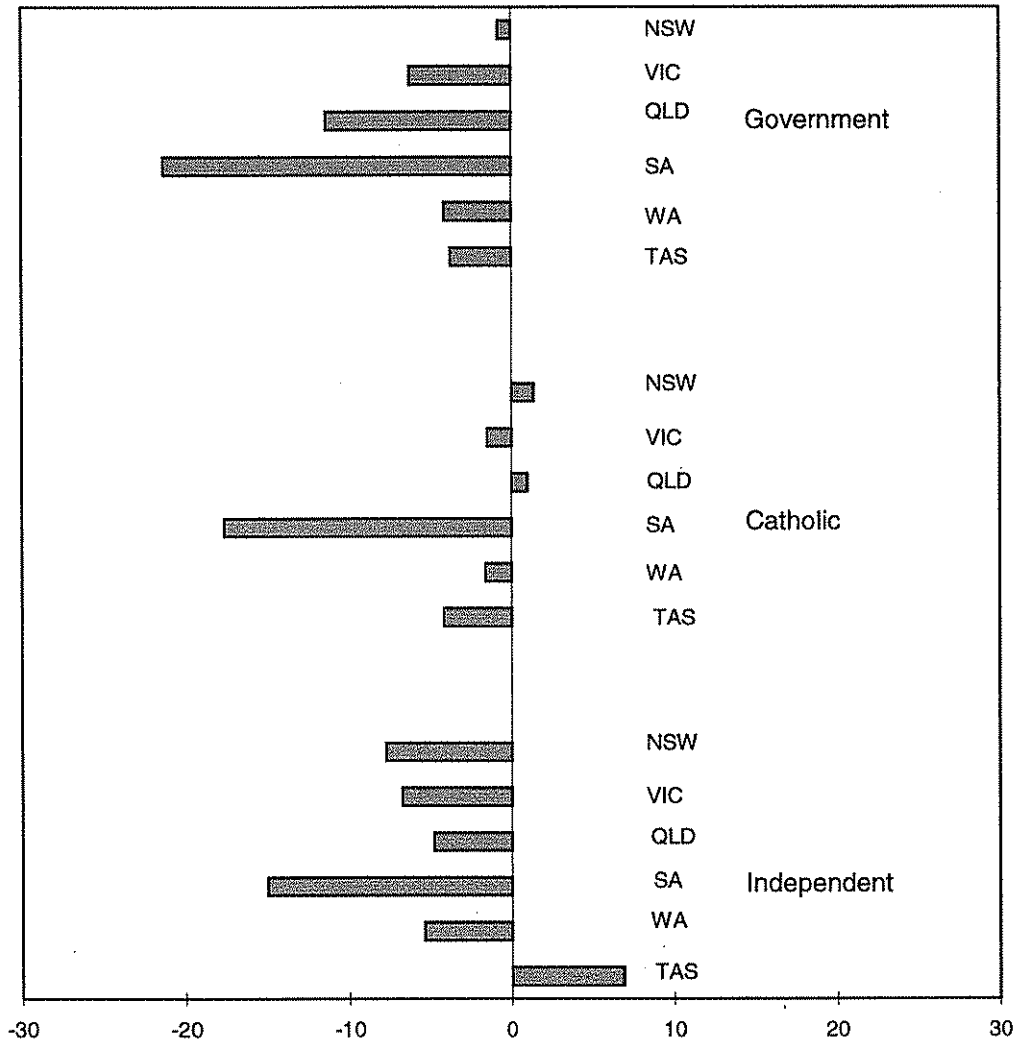 NSW
VIC
QLD
Government
SA
WA
TAS
NSW
VIC
QLD
SA
Catholic
WA
TAS
NSW
VIC
QLD
SA
Independent
WA
TAS
-30 -20 -10 0 10 20 30